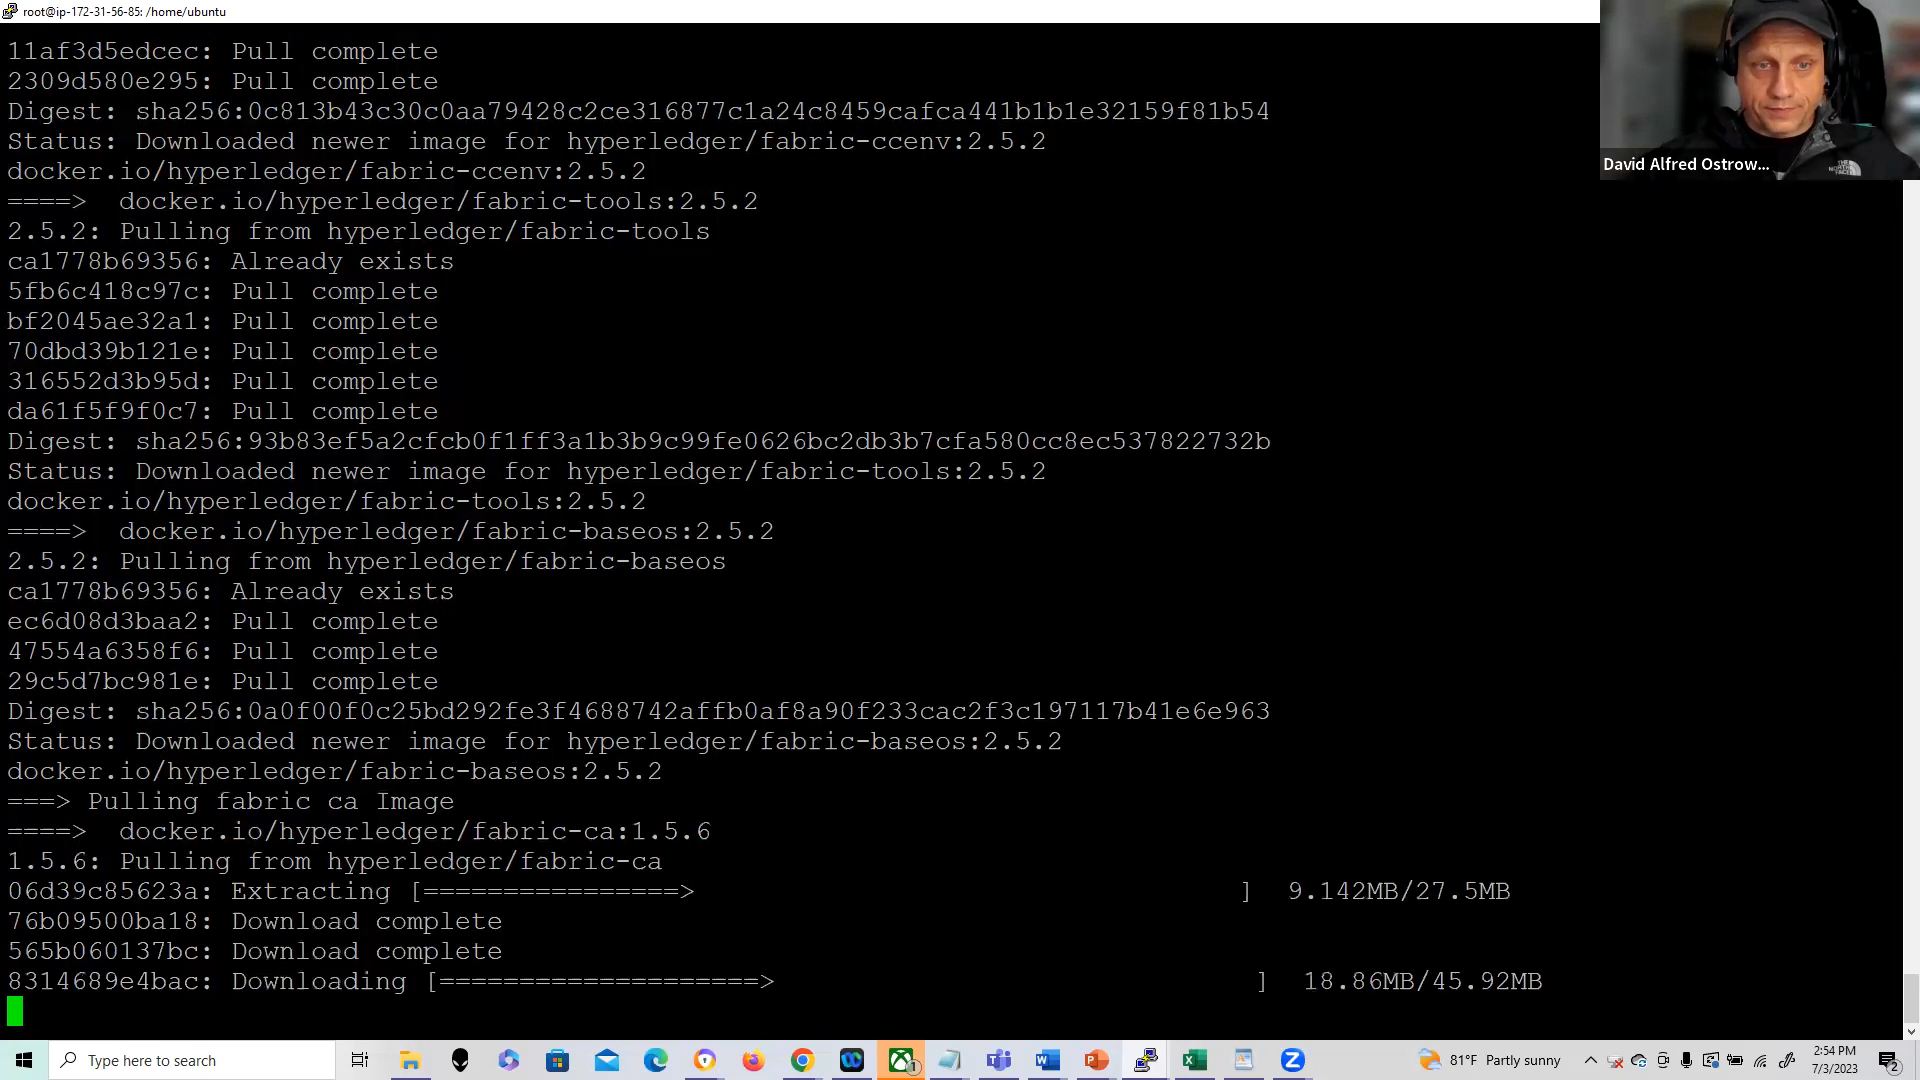 root@ip-172-31-56-85: /home/ubuntu
11af3d5edcec: Pull complete
2309d580e295: Pull complete
Digest: sha256:0c813b43c30c0aa79428c2ce316877c1a24c8459cafca441b1b1e32159f81b54
Status: Downloaded newer image for hyperledger/fabric-ccenv:2.5.2
docker.io/hyperledger/fabric-ccenv:2.5.2
====>  docker.io/hyperledger/fabric-tools:2.5.2
2.5.2: Pulling from hyperledger/fabric-tools
ca1778b69356: Already exists
5fb6c418c97c: Pull complete
bf2045ae32a1: Pull complete
70dbd39b121e: Pull complete
316552d3b95d: Pull complete
da61f5f9f0c7: Pull complete
Digest: sha256:93b83ef5a2cfcb0f1ff3a1b3b9c99fe0626bc2db3b7cfa580cc8ec537822732b
Status: Downloaded newer image for hyperledger/fabric-tools:2.5.2
docker.io/hyperledger/fabric-tools:2.5.2
====>  docker.io/hyperledger/fabric-baseos:2.5.2
2.5.2: Pulling from hyperledger/fabric-baseos
ca1778b69356: Already exists
ec6d08d3baa2: Pull complete
47554a6358f6: Pull complete
29c5d7bc981e: Pull complete
Digest: sha256:0a0f00f0c25bd292fe3f4688742affb0af8a90f233cac2f3c197117b41e6e963
Status: Downloaded newer image for hyperledger/fabric-baseos:2.5.2
docker.io/hyperledger/fabric-baseos:2.5.2
===> Pulling fabric ca Image
====>  docker.io/hyperledger/fabric-ca:1.5.6
1.5.6: Pulling from hyperledger/fabric-ca
06d39c85623a: Extracting [================>                                  ]  9.142MB/27.5MB
76b09500ba18: Download complete
565b060137bc: Download complete
8314689e4bac: Downloading [====================>                              ]  18.86MB/45.92MB
David Alfred Ostrow...
THE NORTH FACE
Type here to search
81°F Partly sunny
2:54 PM
7/3/2023